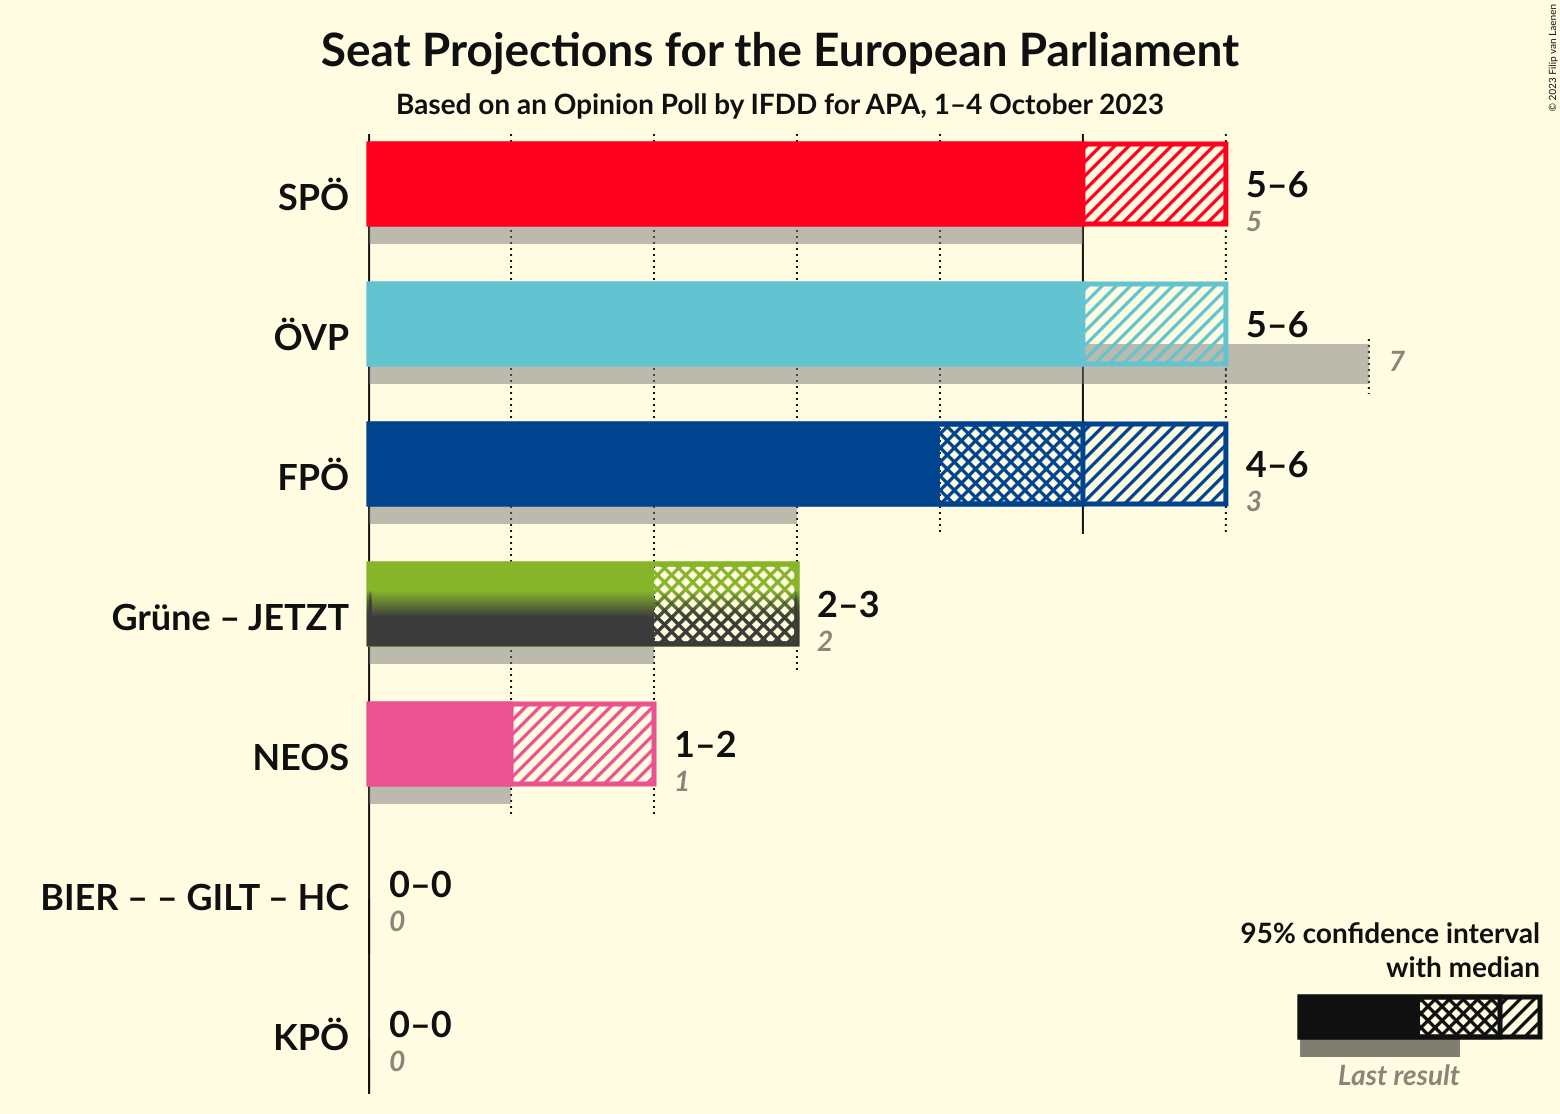 Seat Projections for the European Parliament
Based on an Opinion Poll by IFDD for APA, 1–4 October 2023
© 2023 Filip van Laenen
SPÖ
5–6
5
ÖVP
5–6
7
FPÖ
4–6
3
Grüne – JETZT
2–3
2
NEOS
1–2
1
BIER – – GILT – HC
0–0
0
KPÖ
0–0
0
95% confidence interval
with median
Last result